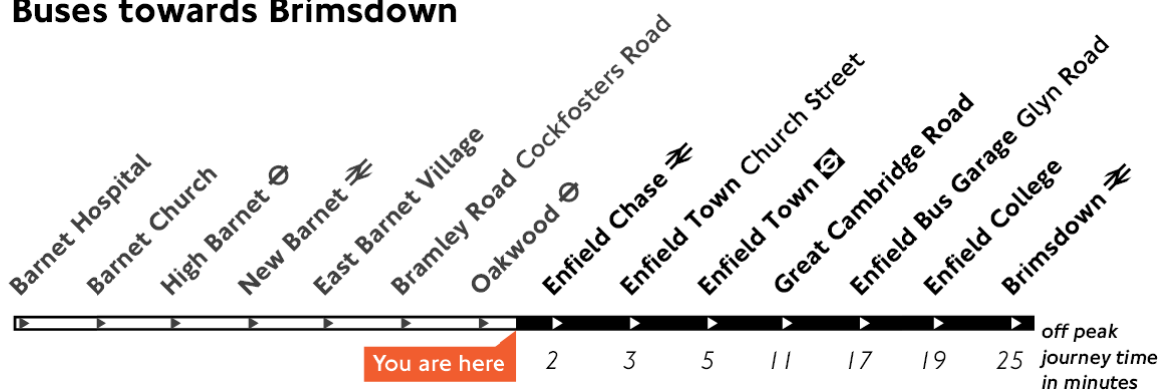 Buses towards Brimsdown
Barnet Hospital
Barnet Church
High Barnet
New Barnet
East Barnet Village
Bramley Road Cockfosters Road
Oakwood
Enfield Chase
Enfield Town Church Street
Enfield Town
Great Cambridge Road
Enfield Bus Garage Glyn Road
Enfield College
Brimsdown
You are here
2 3 5 11 17 19 25
off peak
journey time
in minutes